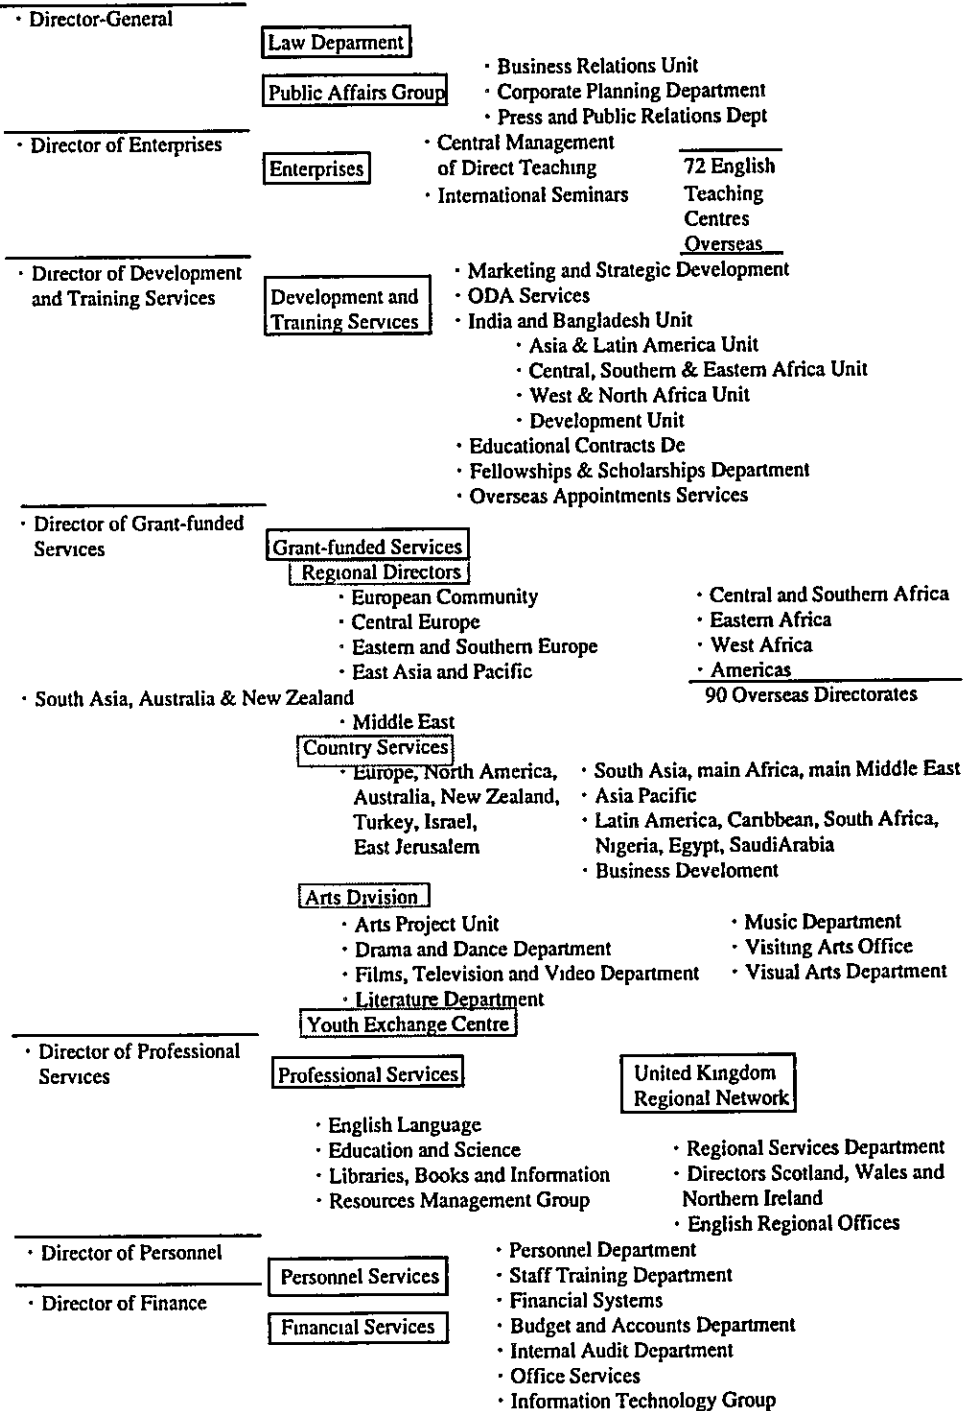 · Director-General
Law Deparment
· Business Relations Unit
Public Affairs Group
· Corporate Planning Department
· Press and Public Relations Dept
· Director of Enterprises
Enterprises
· Central Management
of Direct Teaching
· International Seminars
72 English
Teaching
Centres
Overseas
· Director of Development
and Training Services
Development and
Training Services
· Marketing and Strategic Development
· ODA Services
· India and Bangladesh Unit
· Asia & Latin America Unit
· Central, Southern & Eastern Africa Unit
· West & North Africa Unit
· Development Unit
· Educational Contracts De
· Fellowships & Scholarships Department
· Overseas Appointments Services
· Director of Grant-funded
Services
Grant-funded Services
Regional Directors
· European Community
· Central Europe
· Eastern and Southern Europe
· East Asia and Pacific
· Central and Southern Africa
· Eastern Africa
· West Africa
· Americas
90 Overseas Directorates
· South Asia, Australia & New Zealand
· Middle East
Country Services
· Europe, North America,
Australia, New Zealand,
Turkey, Israel,
East Jerusalem
· South Asia, main Africa, main Middle East
· Asia Pacific
· Latin America, Caribbean, South Africa,
Nigeria, Egypt, SaudiArabia
· Business Develoment
Arts Division
· Arts Project Unit
· Drama and Dance Department
· Films, Television and Video Department
· Literature Department
· Music Department
· Visiting Arts Office
· Visual Arts Department
Youth Exchange Centre
· Director of Professional
Services
Professional Services
· English Language
· Education and Science
· Libraries, Books and Information
· Resources Management Group
United Kingdom
Regional Network
· Regional Services Department
· Directors Scotland, Wales and
Northern Ireland
· English Regional Offices
· Director of Personnel
Personnel Services
· Director of Finance
Financial Services
· Personnel Department
· Staff Training Department
· Financial Systems
· Budget and Accounts Department
· Internal Audit Department
· Office Services
· Information Technology Group